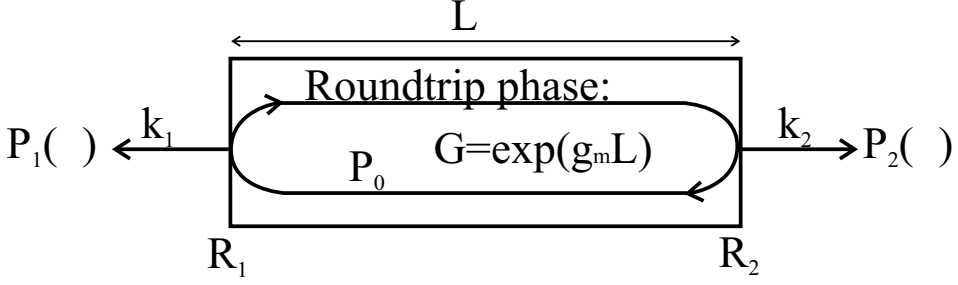 L
Roundtrip phase:
k₁
k₂
P₁( )
G=exp(gₘL)
P₂( )
P₀
R₁
R₂